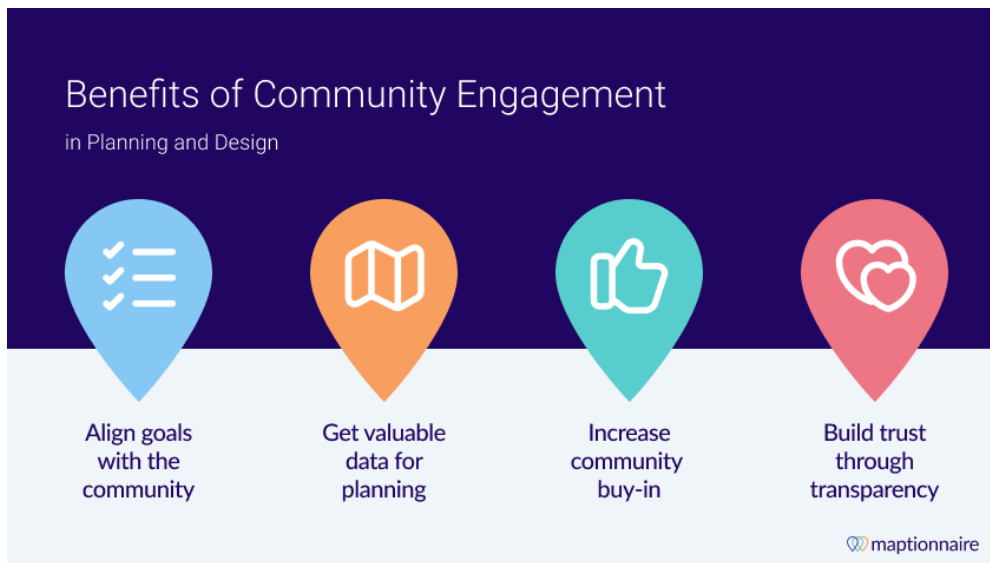 Benefits of Community Engagement
in Planning and Design
Align goals
with the
community
Get valuable
data for
planning
Increase
community
buy-in
Build trust
through
transparency
maptionnaire